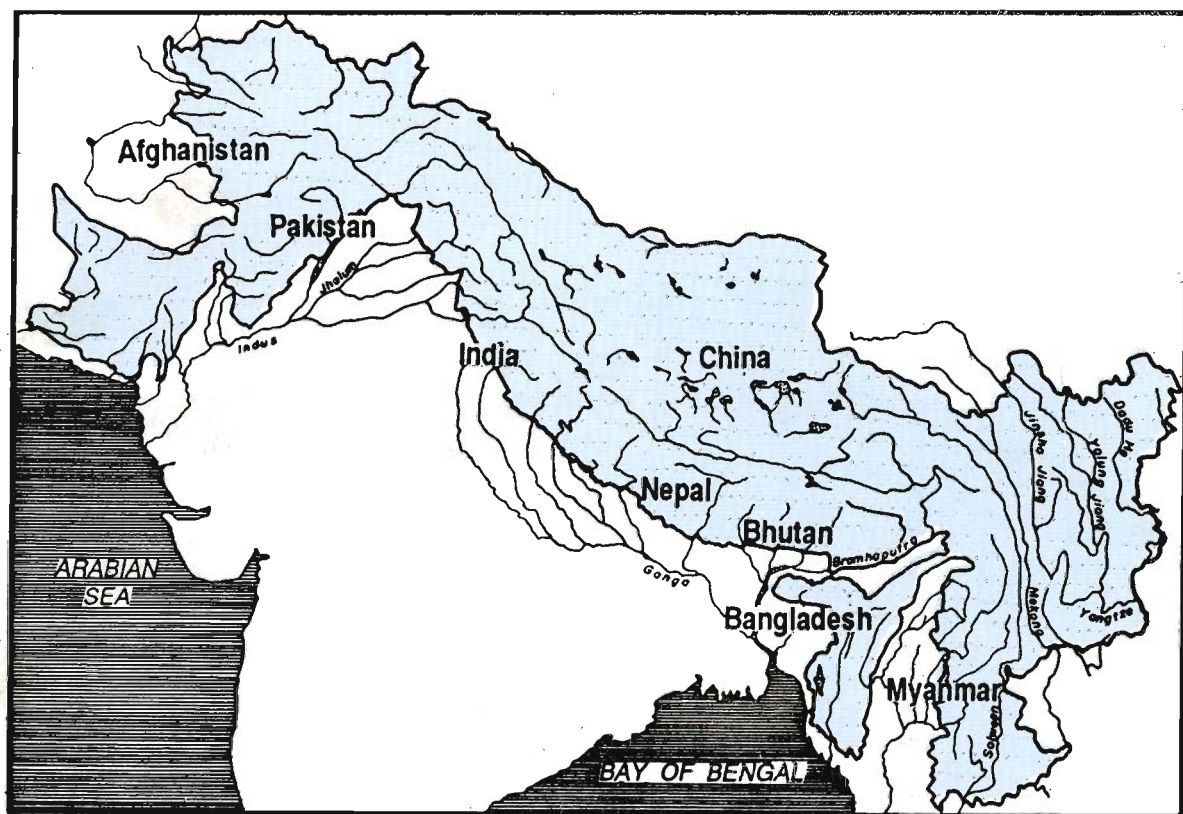 Afghanistan
Pakistan
Jhelum
Indus
India
China
Jinsha Jiang
Yalung Jiang
Dadu He
Nepal
Bhutan
Bramhaputra
Ganga
ARABIAN
SEA
Bangladesh
Mekong
Yangtze
Myanmar
Salween
BAY OF BENGAL